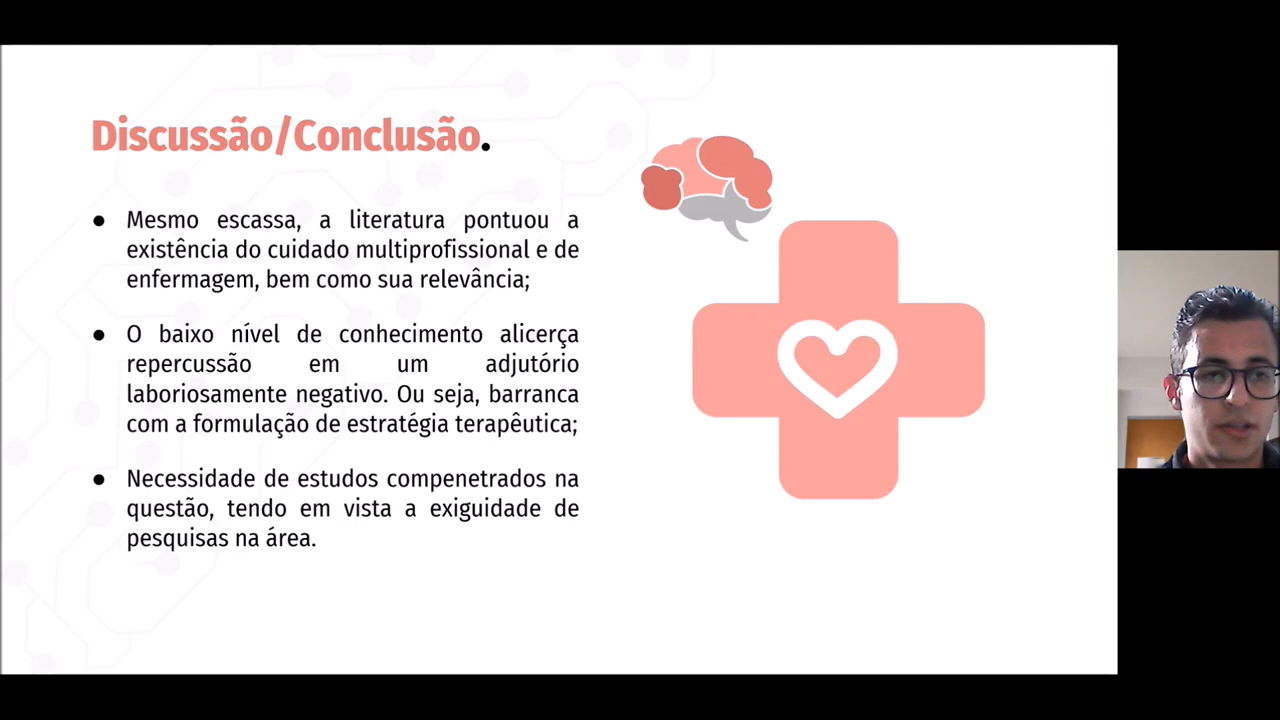 Discussão/Conclusão.
● Mesmo escassa, a literatura pontuou a
existência do cuidado multiprofissional e de
enfermagem, bem como sua relevância;
● O baixo nível de conhecimento alicerça
repercussão em um adjutório
laboriosamente negativo. Ou seja, barranca
com a formulação de estratégia terapêutica;
● Necessidade de estudos compenetrados na
questão, tendo em vista a exiguidade de
pesquisas na área.